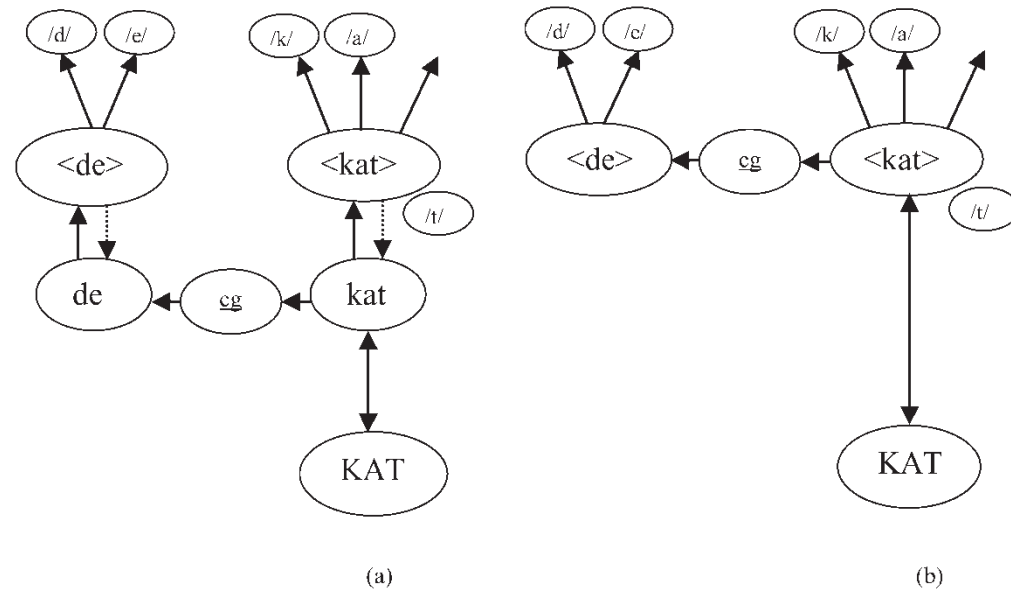 /d/ /e/ /k/ /a/ /d/ /c/ /k/ /a/
<de> <kat> <de> cg <kat>
/t/ /t/
de cg kat
KAT KAT
(a) (b)